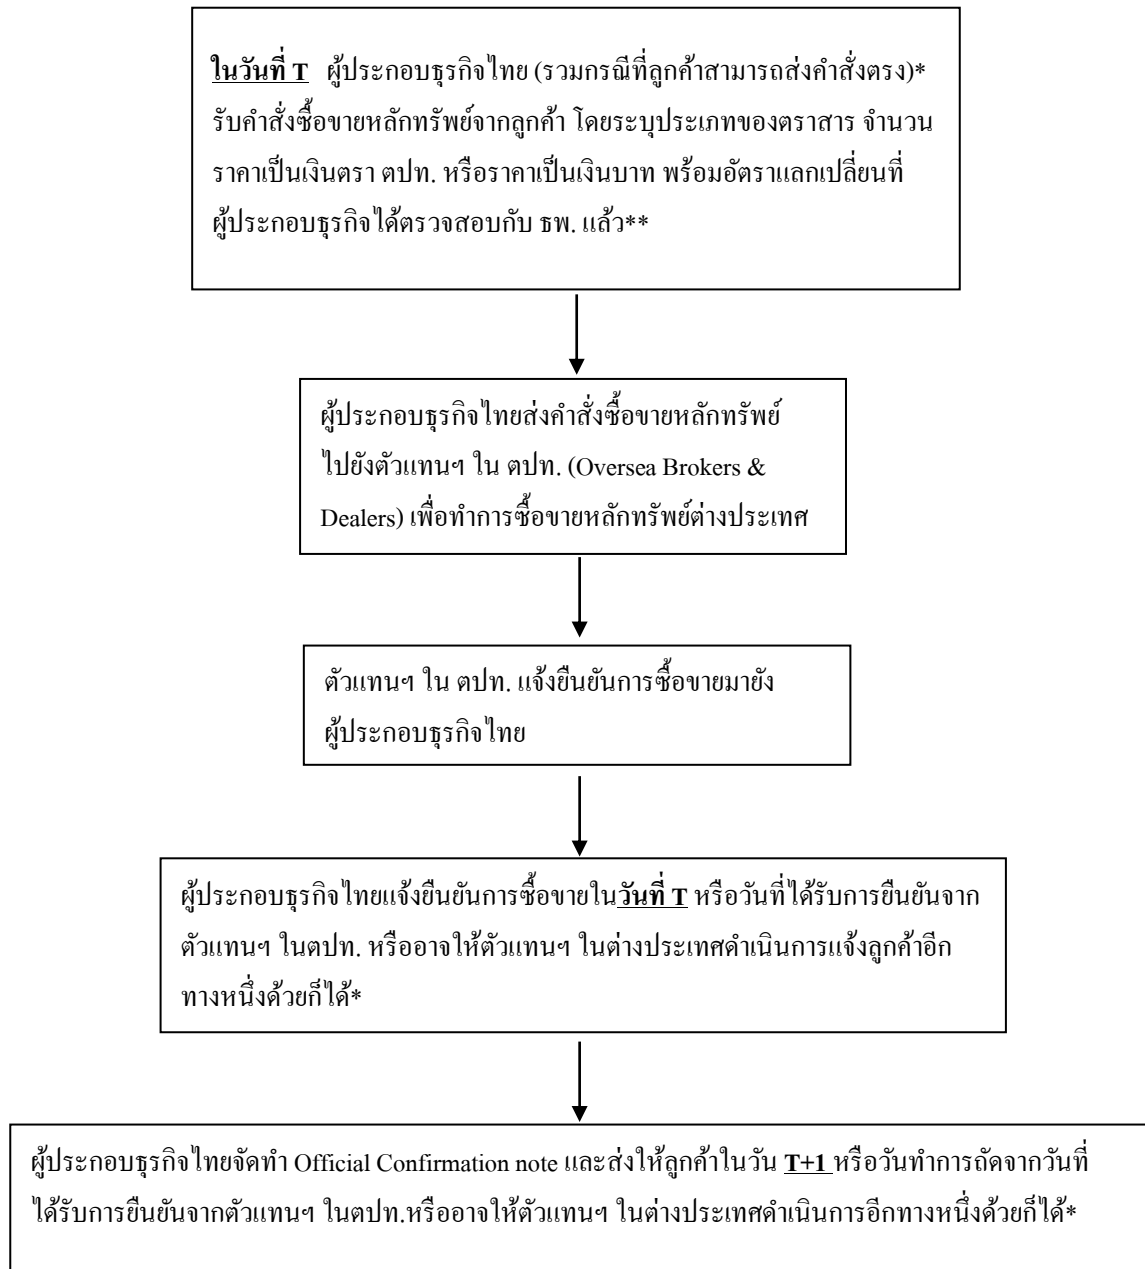 ในวันที่ T ผู้ประกอบธุรกิจไทย (รวมกรณีที่ลูกค้าสามารถส่งคำสั่งตรง)*
รับคำสั่งซื้อขายหลักทรัพย์จากลูกค้า โดยระบุประเภทของตราสาร จำนวน
ราคาเป็นเงินตรา ตปท. หรือราคาเป็นเงินบาท พร้อมอัตราแลกเปลี่ยนที่
ผู้ประกอบธุรกิจได้ตรวจสอบกับ ธพ. แล้ว**
ผู้ประกอบธุรกิจไทยส่งคำสั่งซื้อขายหลักทรัพย์
ไปยังตัวแทนฯ ใน ตปท. (Oversea Brokers &
Dealers) เพื่อทำการซื้อขายหลักทรัพย์ต่างประเทศ
ตัวแทนฯ ใน ตปท. แจ้งยืนยันการซื้อขายมายัง
ผู้ประกอบธุรกิจไทย
ผู้ประกอบธุรกิจไทยแจ้งยืนยันการซื้อขายในวันที่ T หรือวันที่ได้รับการยืนยันจาก
ตัวแทนฯ ในตปท. หรืออาจให้ตัวแทนฯ ในต่างประเทศดำเนินการแจ้งลูกค้าอีก
ทางหนึ่งด้วยก็ได้*
ผู้ประกอบธุรกิจไทยจัดทำ Official Confirmation note และส่งให้ลูกค้าในวัน T+1 หรือวันทำการถัดจากวันที่
ได้รับการยืนยันจากตัวแทนฯ ในตปท.หรืออาจให้ตัวแทนฯ ในต่างประเทศดำเนินการอีกทางหนึ่งด้วยก็ได้*